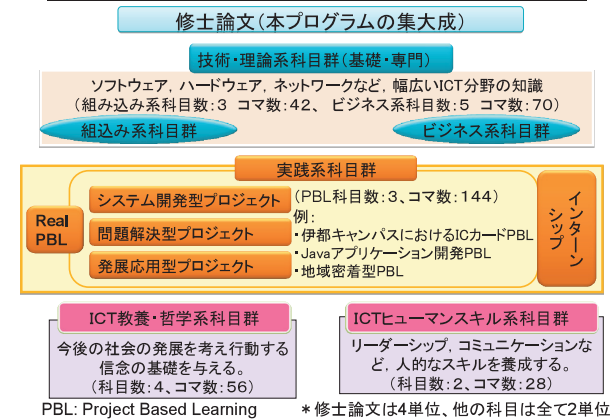 修士論文(本プログラムの集大成)
技術・理論系科目群(基礎・専門)
ソフトウェア, ハードウェア, ネットワークなど, 幅広いICT分野の知識
(組み込み系科目数:3 コマ数:42、ビジネス系科目数:5 コマ数:70)
組込み系科目群
ビジネス系科目群
実践系科目群
Real
PBL
システム開発型プロジェクト
問題解決型プロジェクト
発展応用型プロジェクト
(PBL科目数:3、コマ数:144)
例:
・伊都キャンパスにおけるICカードPBL
・Javaアプリケーション開発PBL
・地域密着型PBL
インターンシップ
ICT教養・哲学系科目群
今後の社会の発展を考え行動する
信念の基礎を与える。
(科目数:4、コマ数:56)
ICTヒューマンスキル系科目群
リーダーシップ, コミュニケーションな
ど, 人的なスキルを養成する。
(科目数:2、コマ数:28)
PBL: Project Based Learning
*修士論文は4単位、他の科目は全て2単位